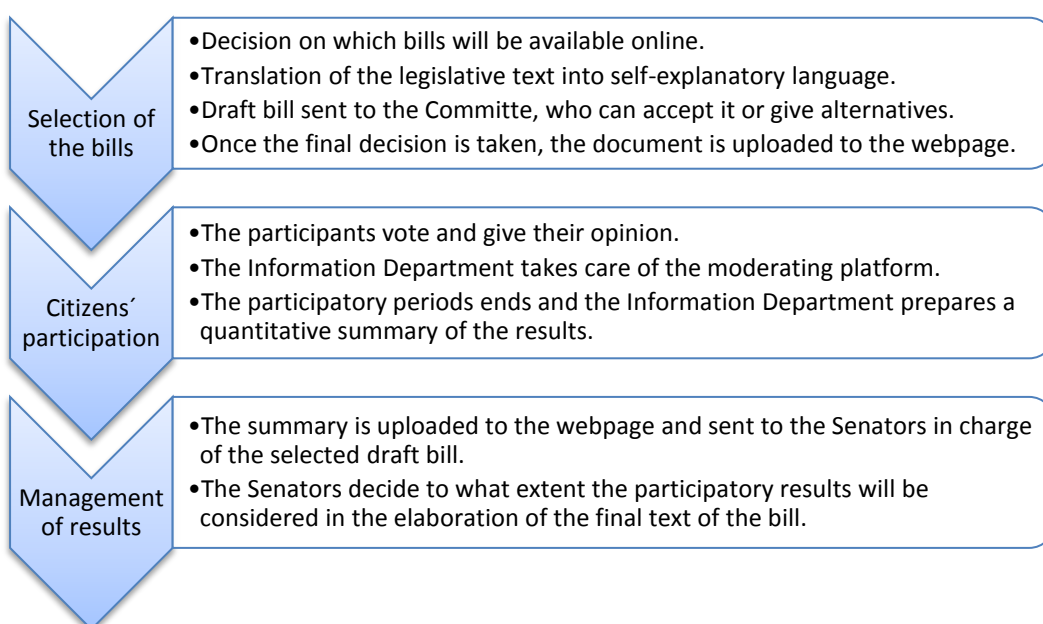 Selection of
the bills
•Decision on which bills will be available online.
•Translation of the legislative text into self-explanatory language.
•Draft bill sent to the Committe, who can accept it or give alternatives.
•Once the final decision is taken, the document is uploaded to the webpage.
Citizens´
participation
•The participants vote and give their opinion.
•The Information Department takes care of the moderating platform.
•The participatory periods ends and the Information Department prepares a
quantitative summary of the results.
Management
of results
•The summary is uploaded to the webpage and sent to the Senators in charge
of the selected draft bill.
•The Senators decide to what extent the participatory results will be
considered in the elaboration of the final text of the bill.